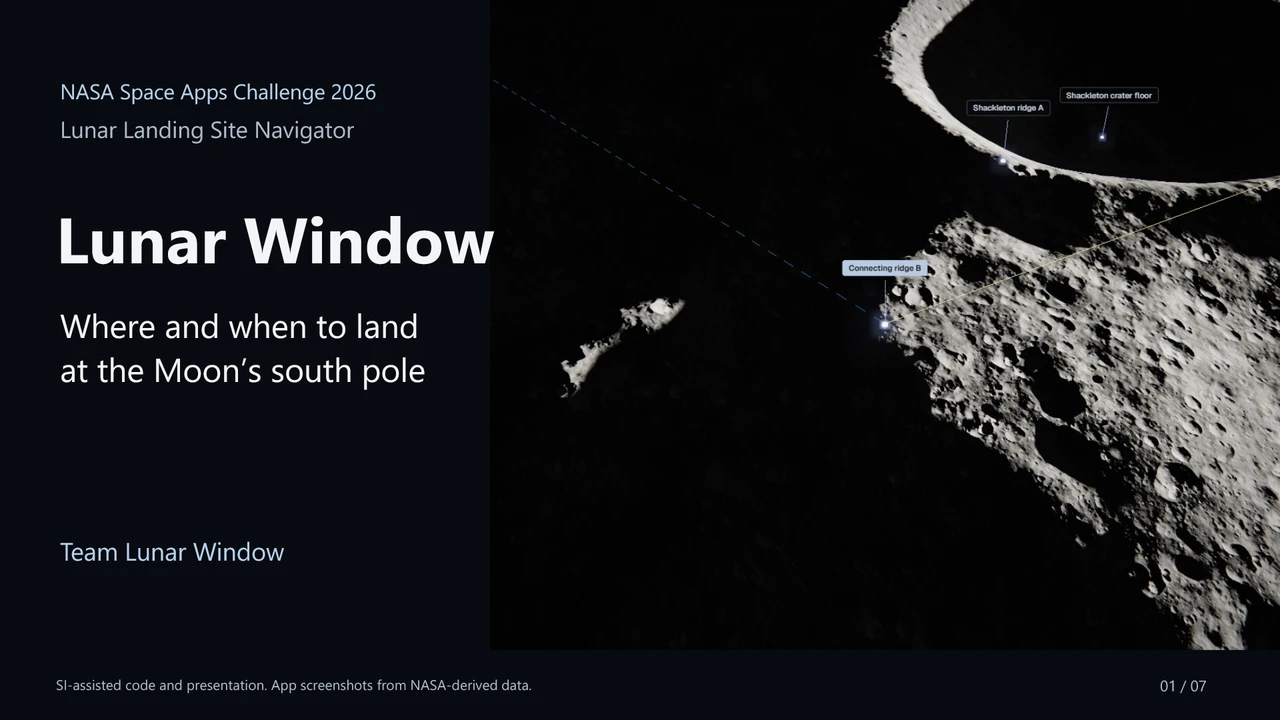 NASA Space Apps Challenge 2026
Lunar Landing Site Navigator
Lunar Window
Where and when to land
at the Moon’s south pole
Team Lunar Window
Shackleton crater floor
Shackleton ridge A
Connecting ridge B
SI-assisted code and presentation. App screenshots from NASA-derived data.
01 / 07